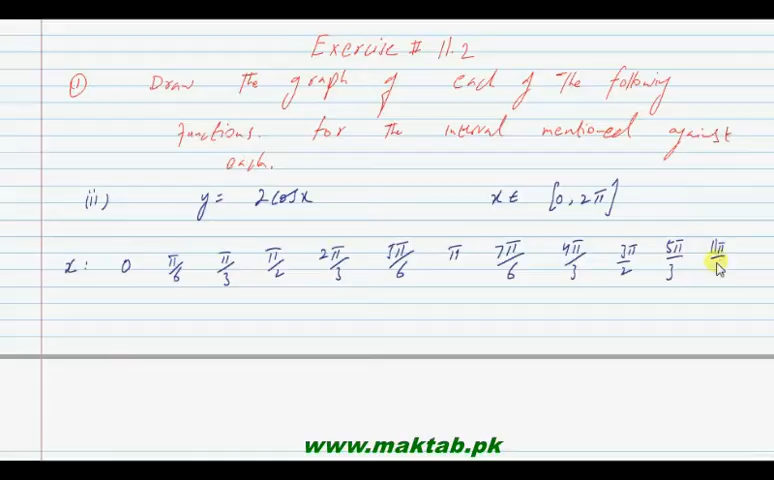 Exercise # 11.2
① Draw the graph of each of the following
functions. for the interval mentioned against
each.
(ii) y = 2cosx x ε [0, 2π]
x: 0 π/6 π/3 π/2 2π/3 5π/6 π 7π/6 4π/3 3π/2 5π/3 11π/
www.maktab.pk